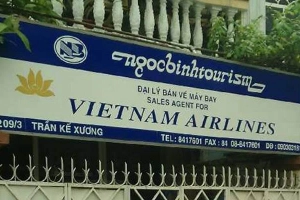 ngocbinhtourism
ĐẠI LÝ BÁN VÉ MÁY BAY
SALES AGENT FOR
VIETNAM AIRLINES
209/3 TRẦN KẾ XƯƠNG
TEL: 8417601 FAX: 84 08-8417601